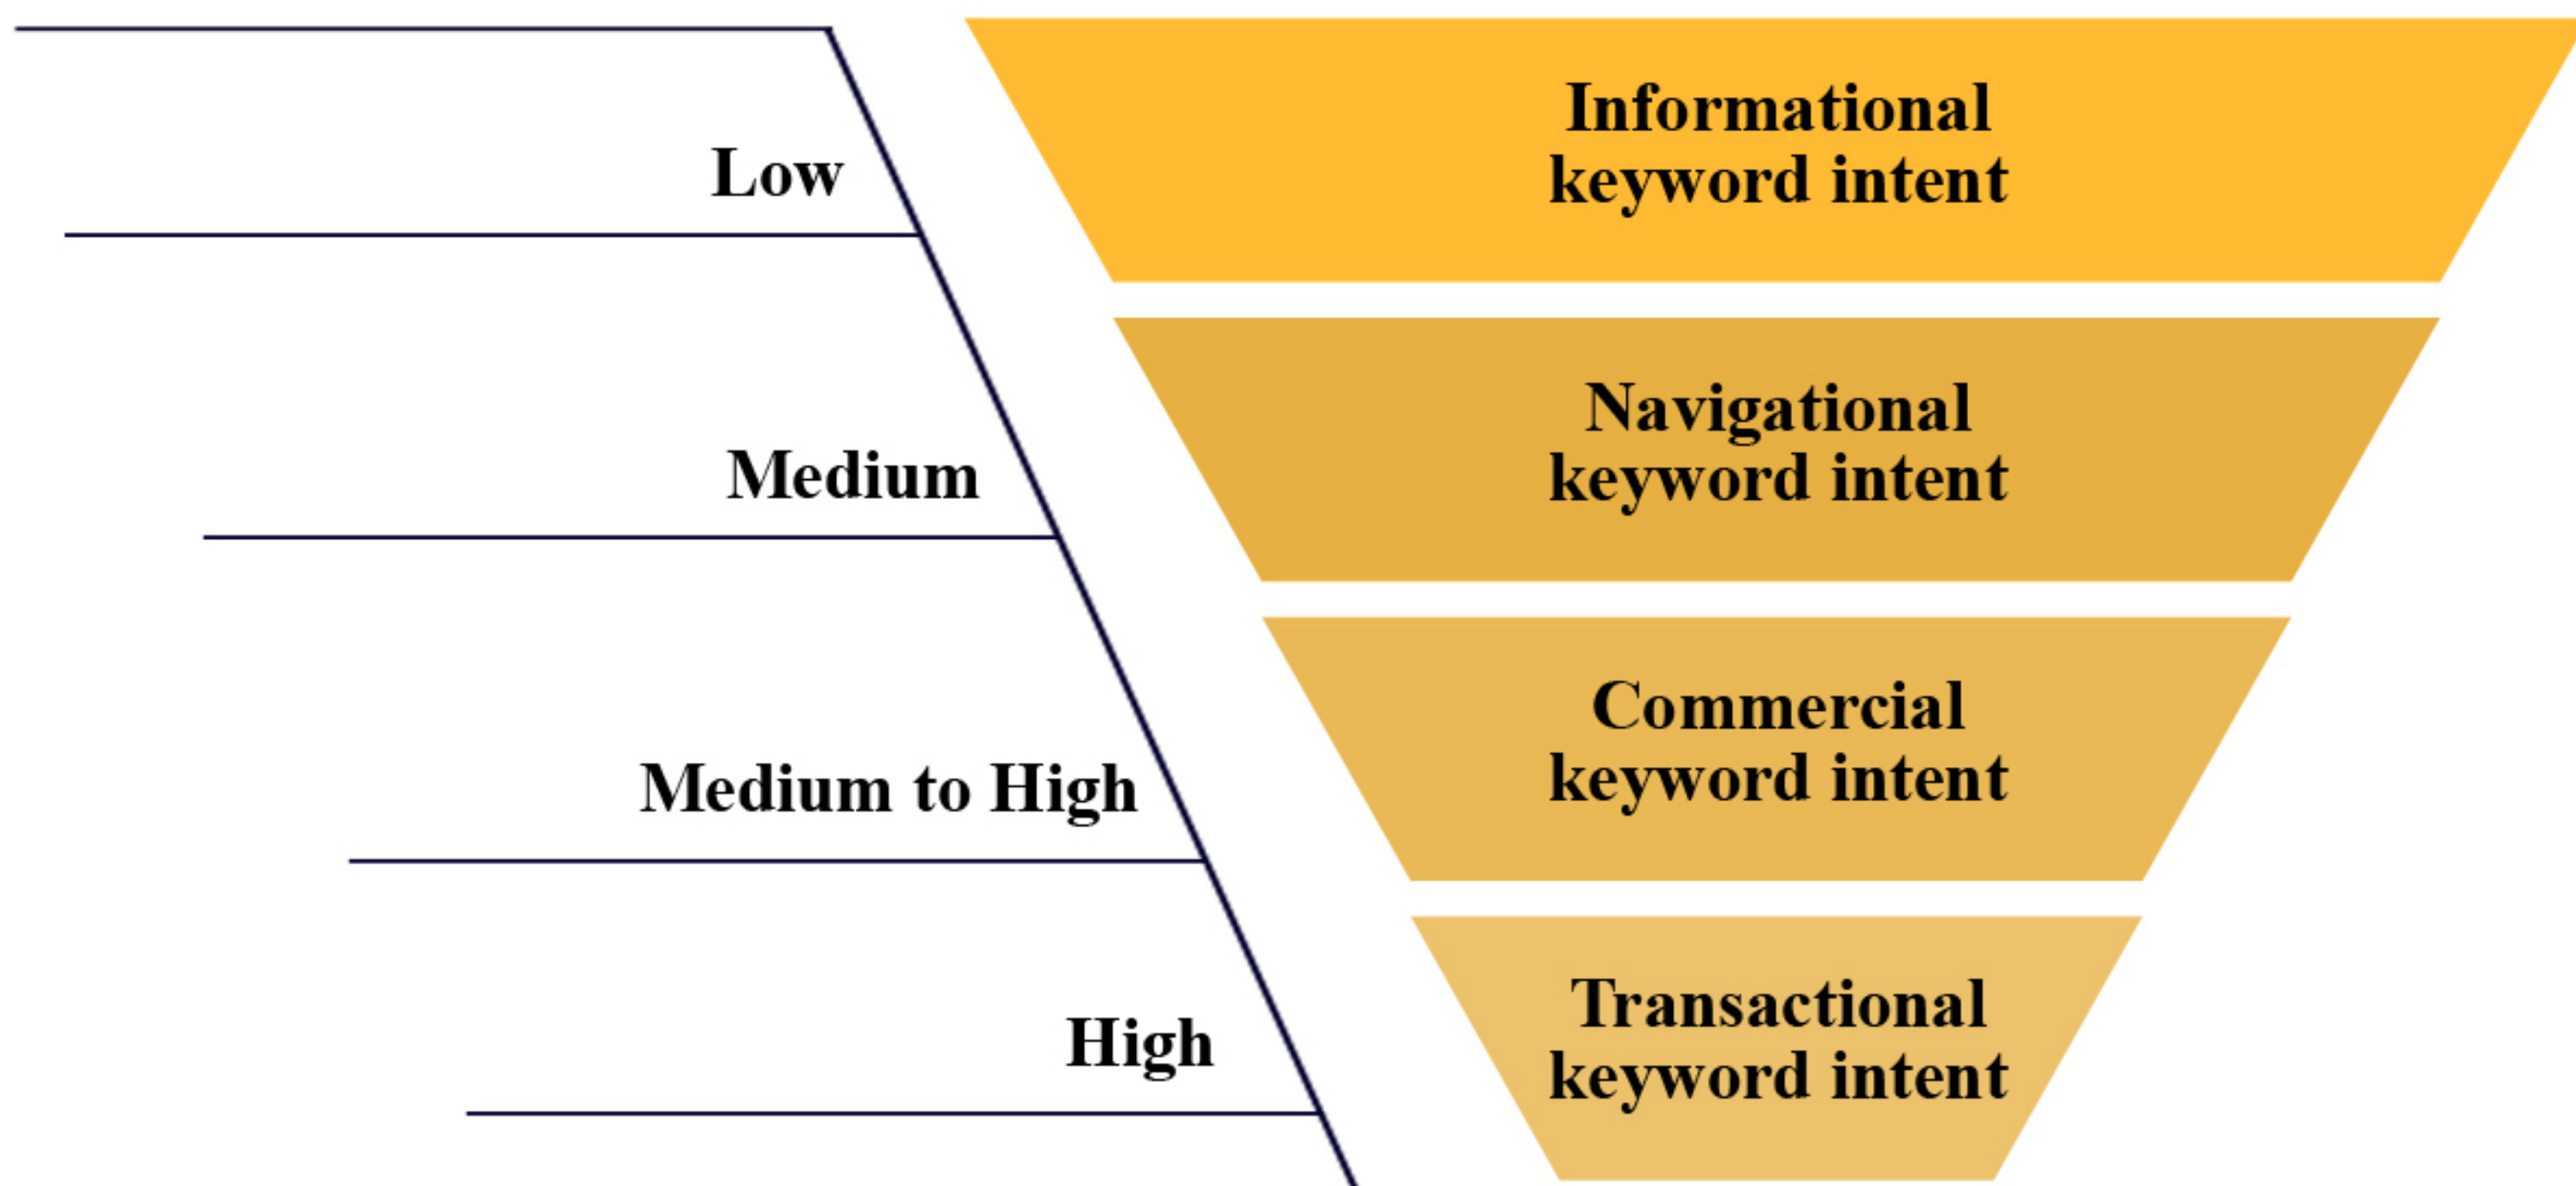 Low
Informational
keyword intent
Medium
Navigational
keyword intent
Medium to High
Commercial
keyword intent
High
Transactional
keyword intent